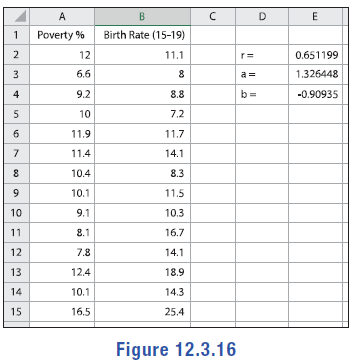 A B C D E
1 Poverty % Birth Rate (15-19)
2 12 11.1 r = 0.651199
3 6.6 8 a = 1.326448
4 9.2 8.8 b = -0.90935
5 10 7.2
6 11.9 11.7
7 11.4 14.1
8 10.4 8.3
9 10.1 11.5
10 9.1 10.3
11 8.1 16.7
12 7.8 14.1
13 12.4 18.9
14 10.1 14.3
15 16.5 25.4
Figure 12.3.16